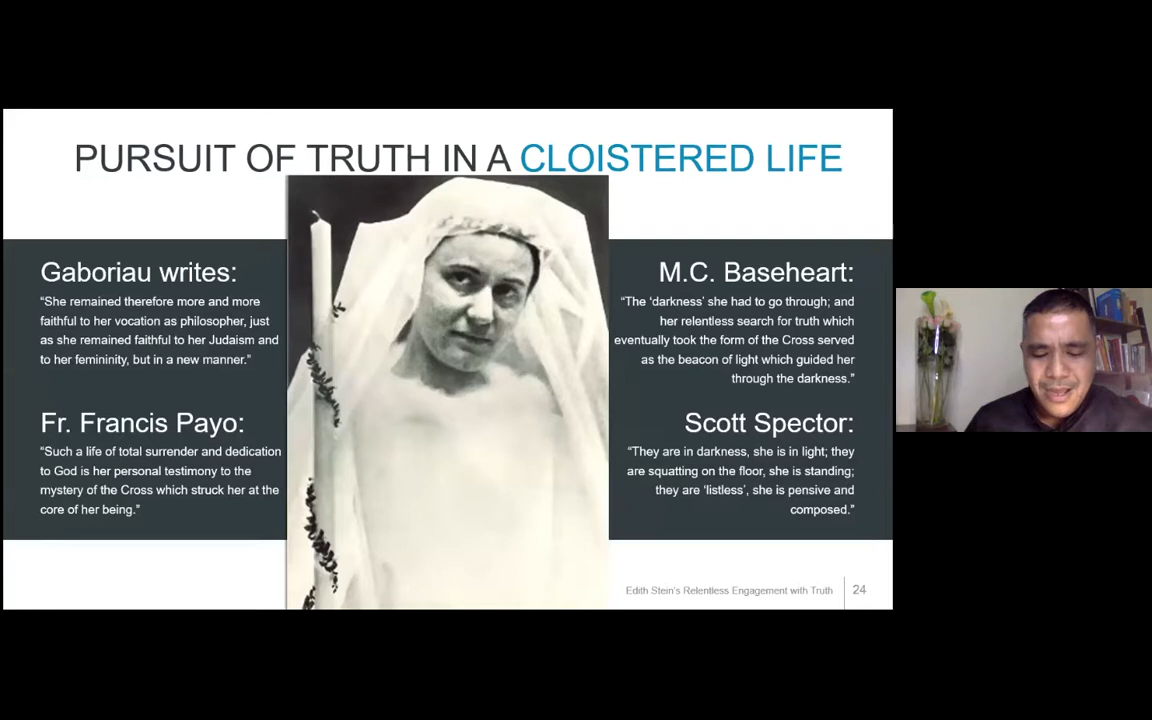 PURSUIT OF TRUTH IN A CLOISTERED LIFE
Gaboriau writes:
“She remained therefore more and more
faithful to her vocation as philosopher, just
as she remained faithful to her Judaism and
to her femininity, but in a new manner.”
Fr. Francis Payo:
“Such a life of total surrender and dedication
to God is her personal testimony to the
mystery of the Cross which struck her at the
core of her being.”
M.C. Baseheart:
“The ‘darkness’ she had to go through; and
her relentless search for truth which
eventually took the form of the Cross served
as the beacon of light which guided her
through the darkness.”
Scott Spector:
“They are in darkness, she is in light; they
are squatting on the floor, she is standing;
they are ‘listless’, she is pensive and
composed.”
Edith Stein's Relentless Engagement with Truth
24